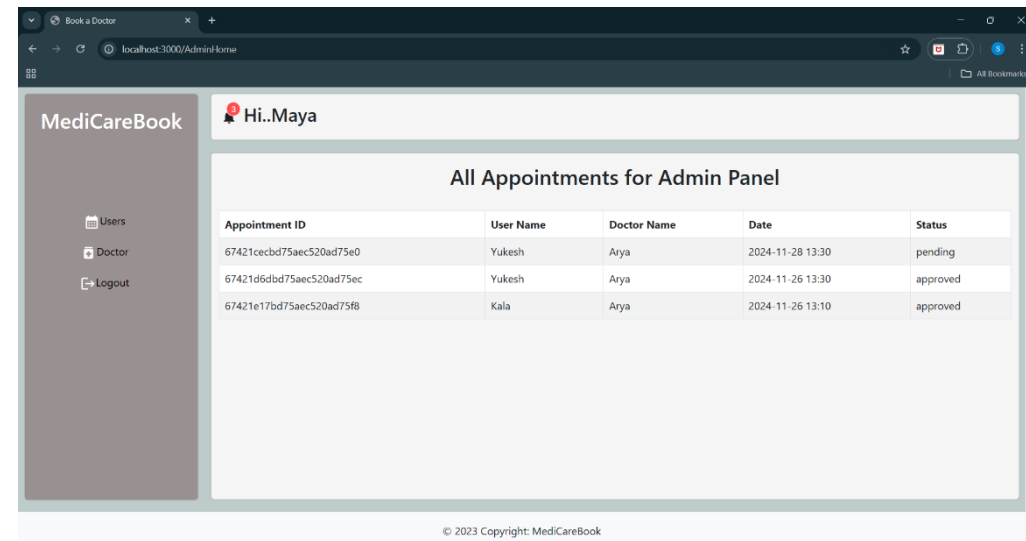 Book a Doctor
localhost:3000/AdminHome
S
All Bookmarks
MediCareBook
3
Hi..Maya
All Appointments for Admin Panel
Users
Doctor
Logout
Appointment ID User Name Doctor Name Date Status
67421cecbd75aec520ad75e0 Yukesh Arya 2024-11-28 13:30 pending
67421d6dbd75aec520ad75ec Yukesh Arya 2024-11-26 13:30 approved
67421e17bd75aec520ad75f8 Kala Arya 2024-11-26 13:10 approved
© 2023 Copyright: MediCareBook